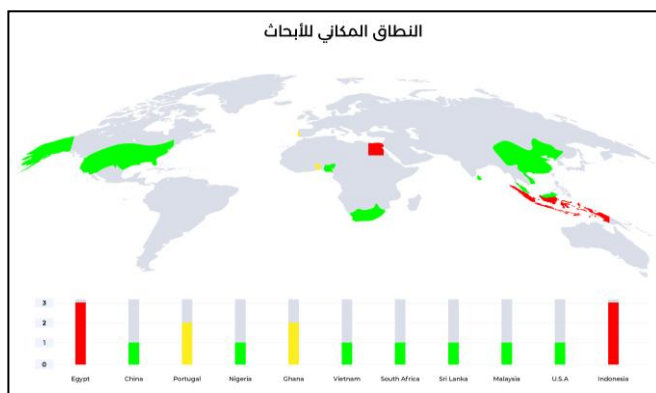 النطاق المكاني للأبحاث
3
2
1
0
Egypt China Portugal Nigeria Ghana Vietnam South Africa Sri Lanka Malaysia U.S.A Indonesia